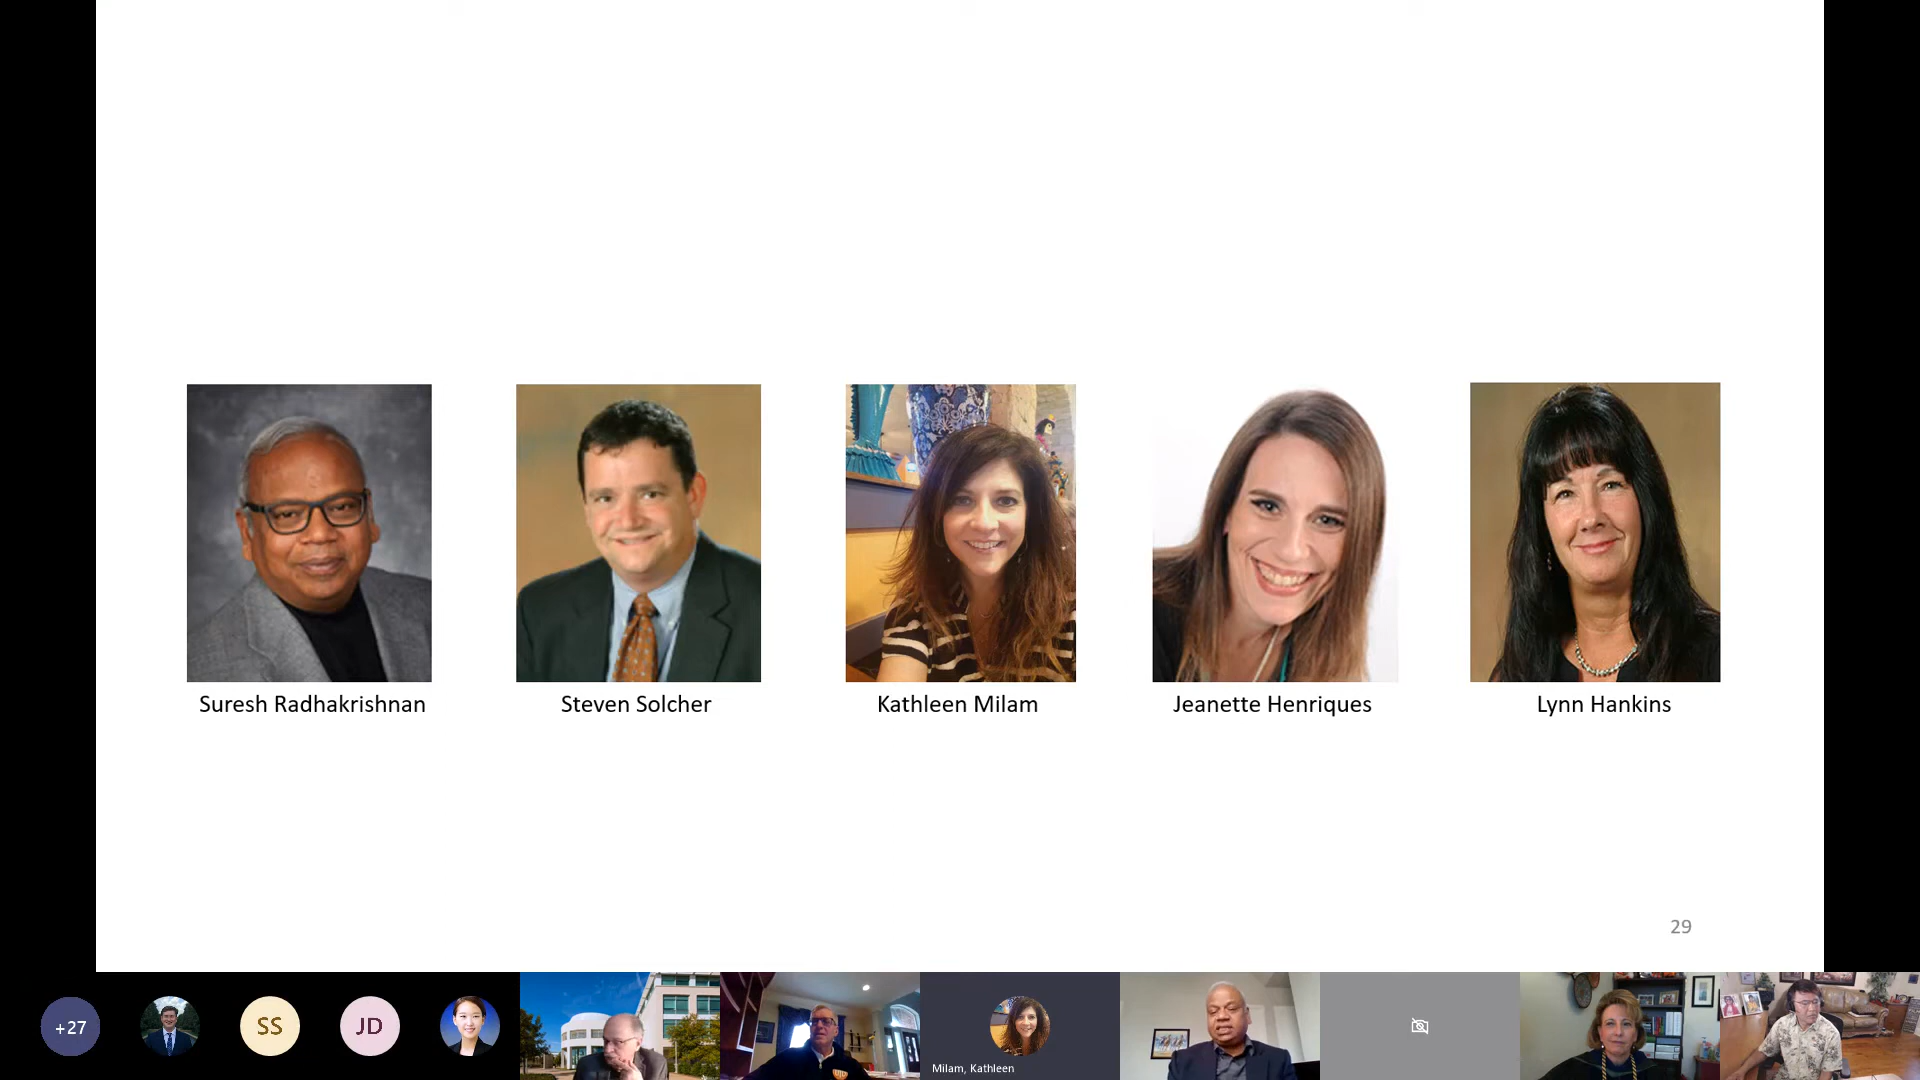 Suresh Radhakrishnan
Steven Solcher
Kathleen Milam
Jeanette Henriques
Lynn Hankins
29
+27
SS
JD
Milam, Kathleen